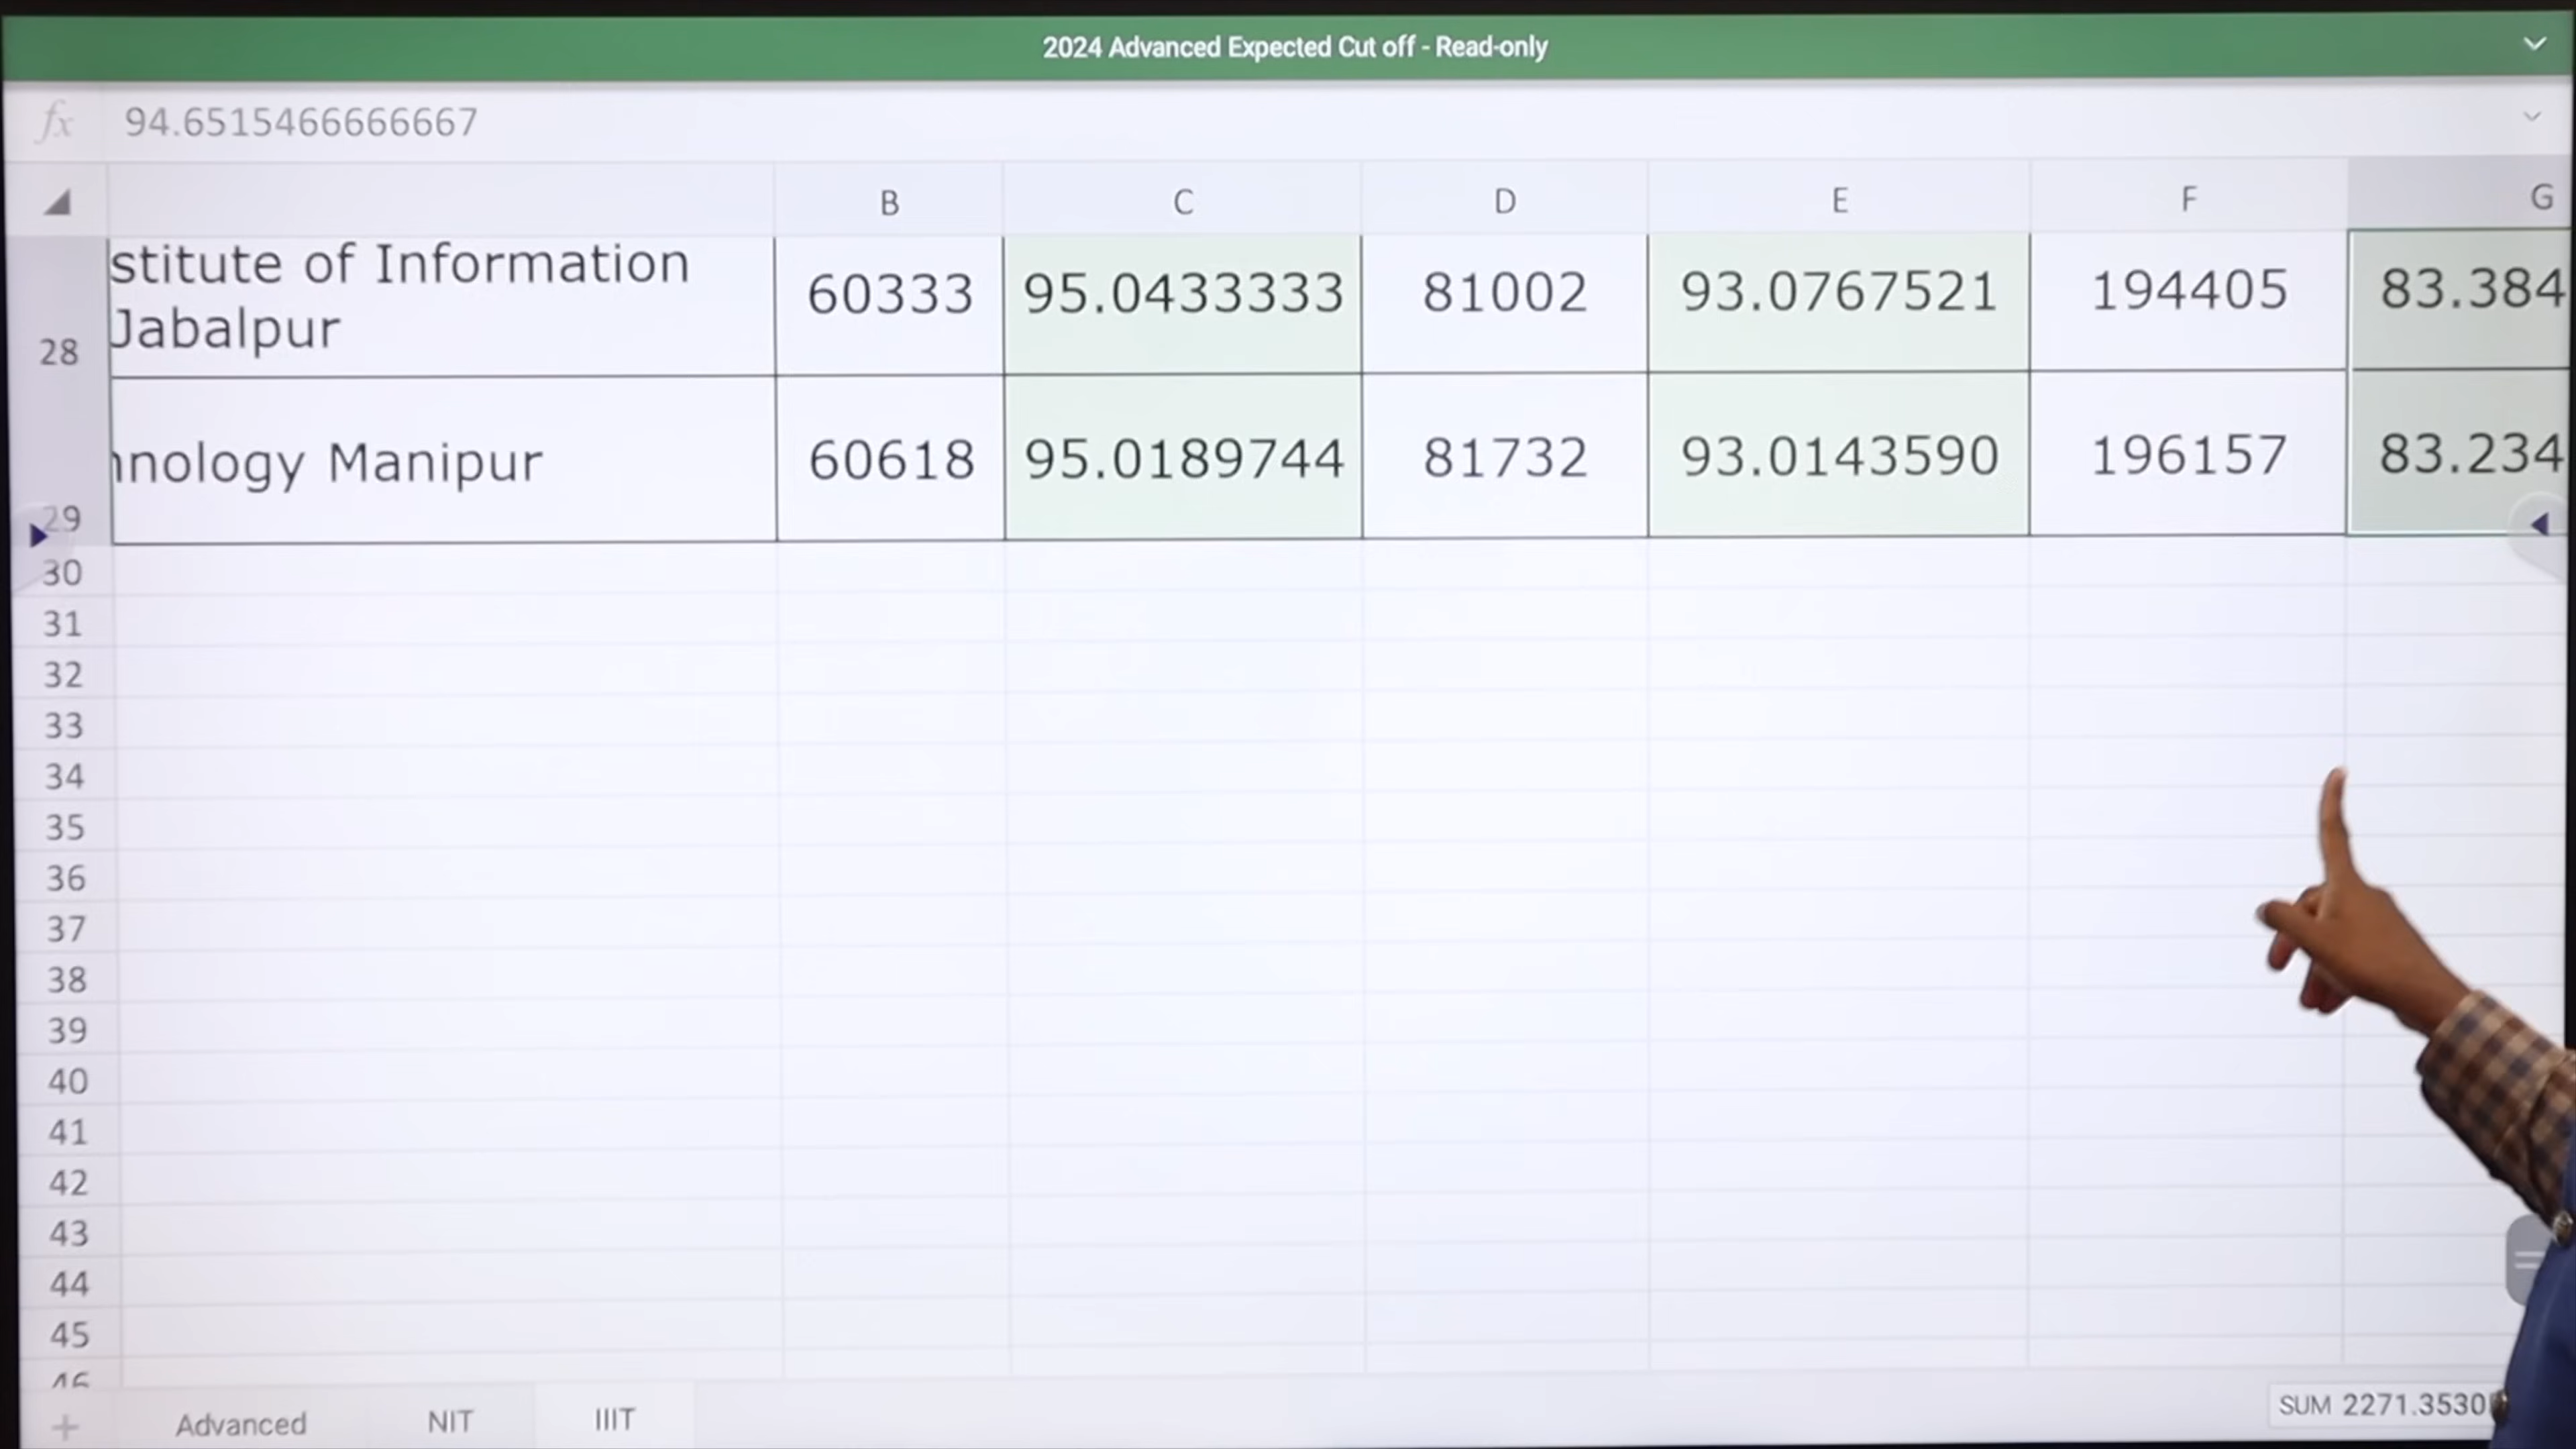 2024 Advanced Expected Cut off - Read-only
fx 94.6515466666667
B C D E F G
28 stitute of Information Jabalpur 60333 95.0433333 81002 93.0767521 194405 83.384
29 Manipur 60618 95.0189744 81732 93.0143590 196157 83.234
30
31
32
33
34
35
36
37
38
39
40
41
42
43
44
45
46
+ Advanced NIT IIIT SUM 2271.3530